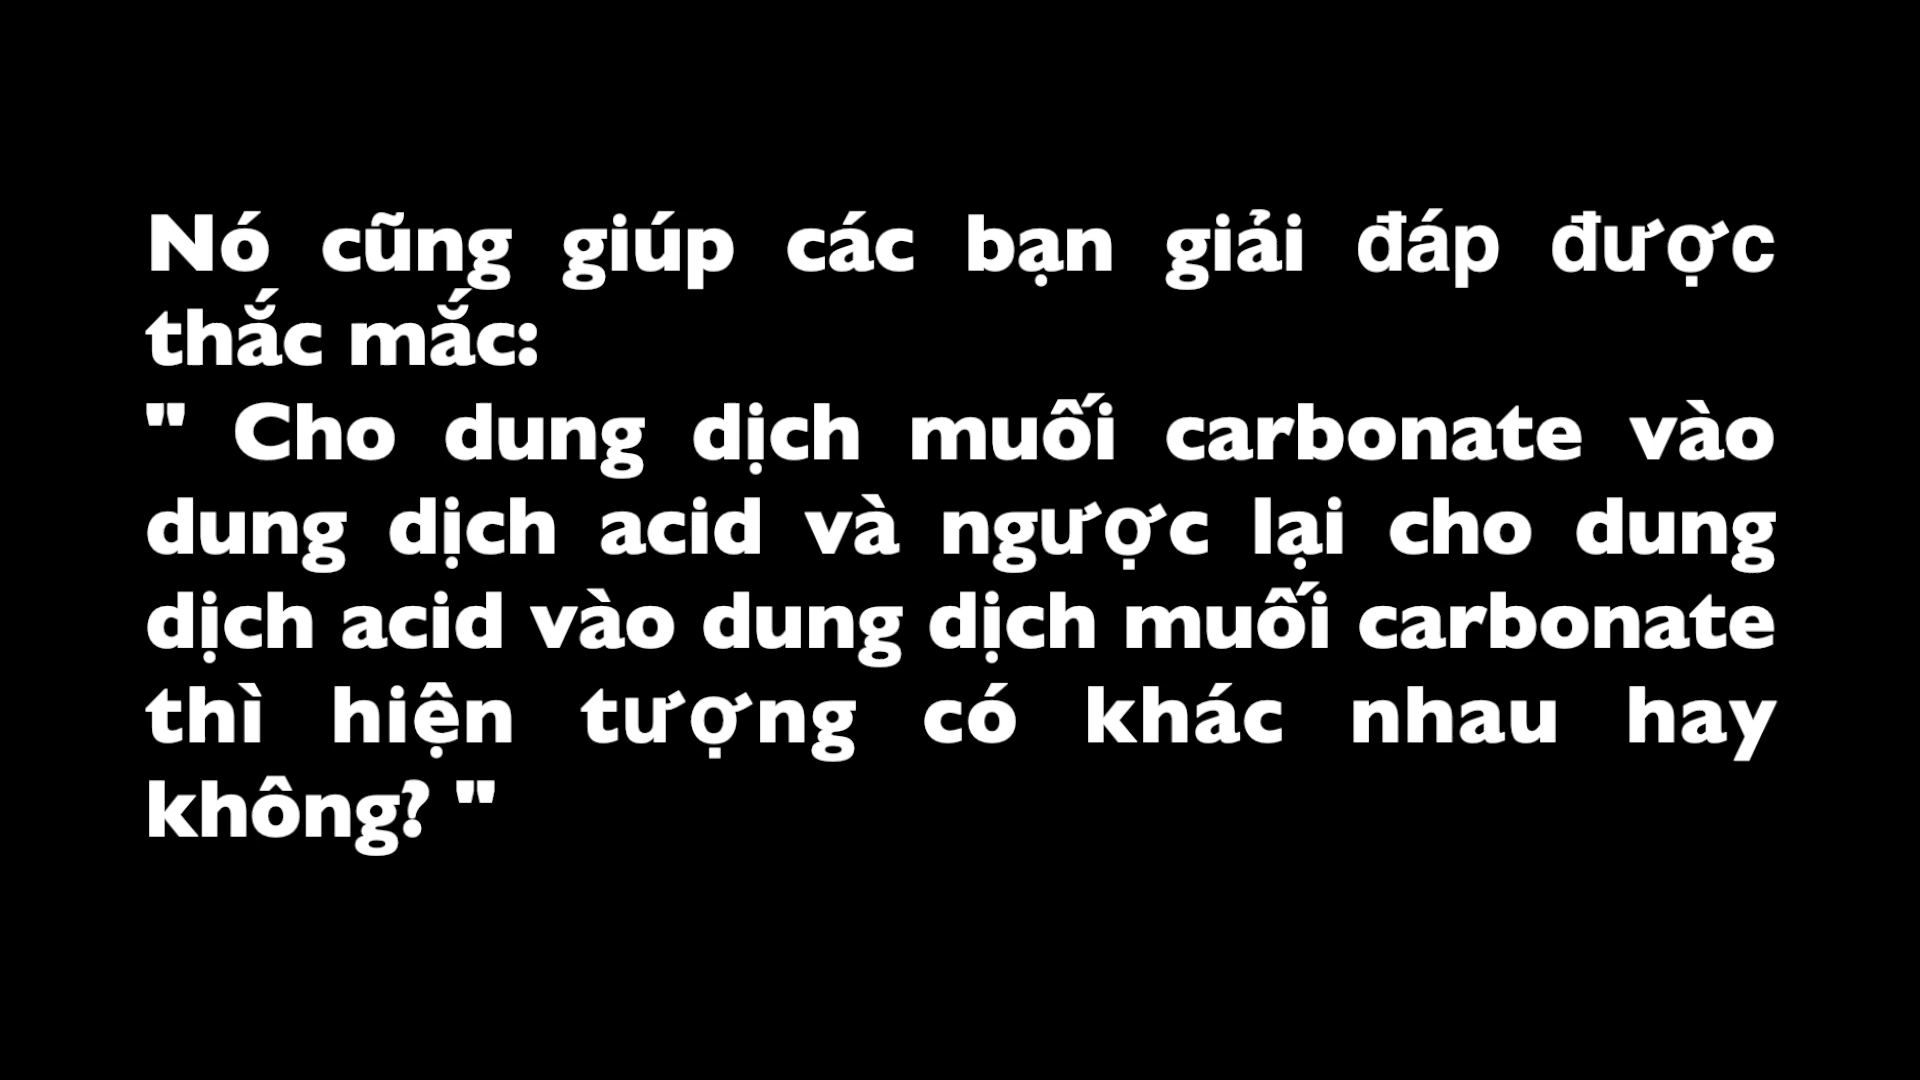 Nó cũng giúp các bạn giải đáp được
thắc mắc:
" Cho dung dịch muối carbonate vào
dung dịch acid và ngược lại cho dung
dịch acid vào dung dịch muối carbonate
thì hiện tượng có khác nhau hay
không? "